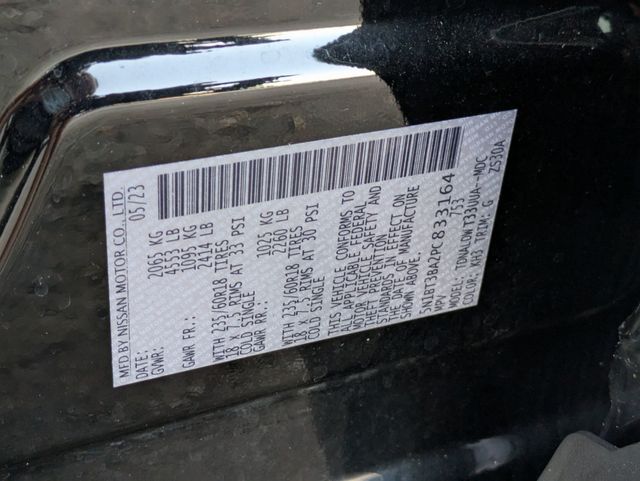 MFD BY NISSAN MOTOR CO., LTD.
DATE: 05/23
GVWR: 2065 KG
4553 LB
GAWR FR.: 1095 KG
2414 LB
WITH 235/60R18 TIRES
18 X 7.5 RIMS AT 33 PSI
COLD SINGLE
GAWR RR.: 1025 KG
2260 LB
WITH 235/60R18 TIRES
18 X 7.5 RIMS AT 30 PSI
COLD SINGLE
THIS VEHICLE CONFORMS TO
ALL APPLICABLE FEDERAL
MOTOR VEHICLE SAFETY AND
THEFT PREVENTION
STANDARDS IN EFFECT ON
THE DATE OF MANUFACTURE
SHOWN ABOVE.
5N1BT3BA2PC833164
MPV 753
MODEL: TDNALDW T33UUA-MDC
COLOR: KH3 TRIM: G ZS30A